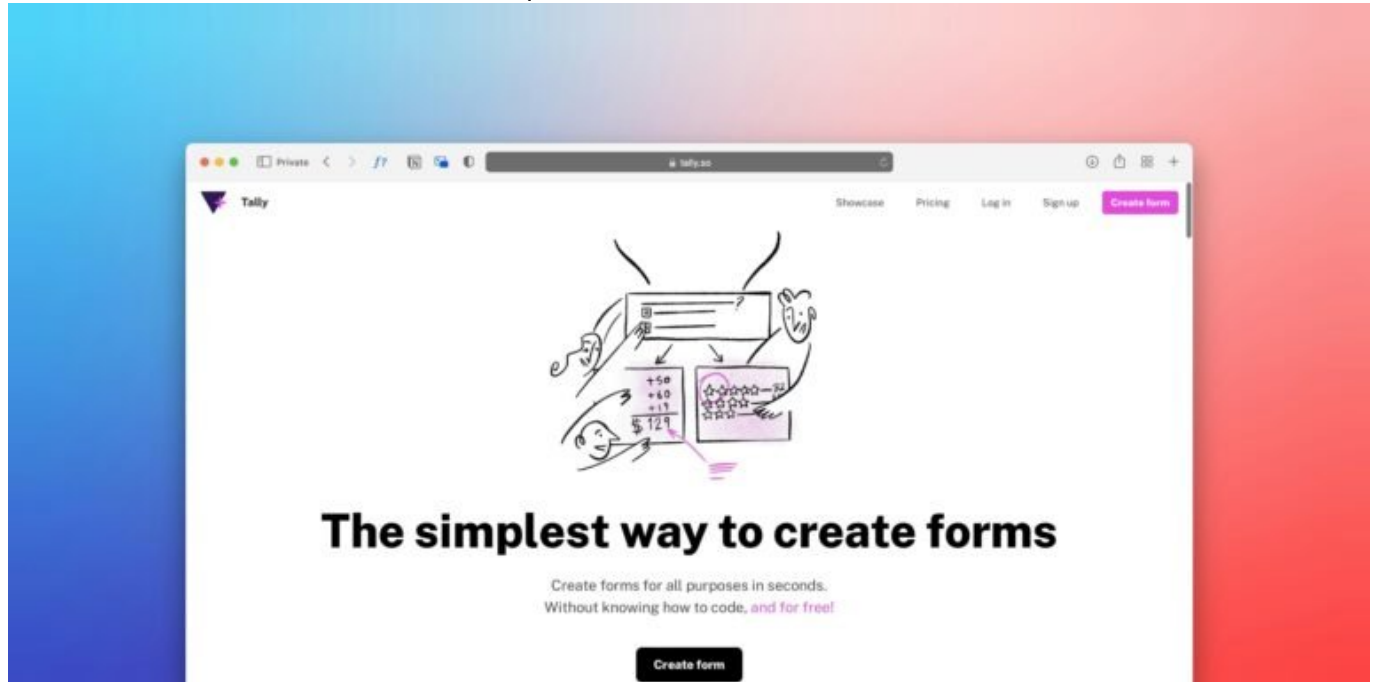 Private
tally.so
Tally
Showcase
Pricing
Log in
Sign up
Create form
?
+50
+60
+19
$129
The simplest way to create forms
Create forms for all purposes in seconds.
Without knowing how to code, and for free!
Create form